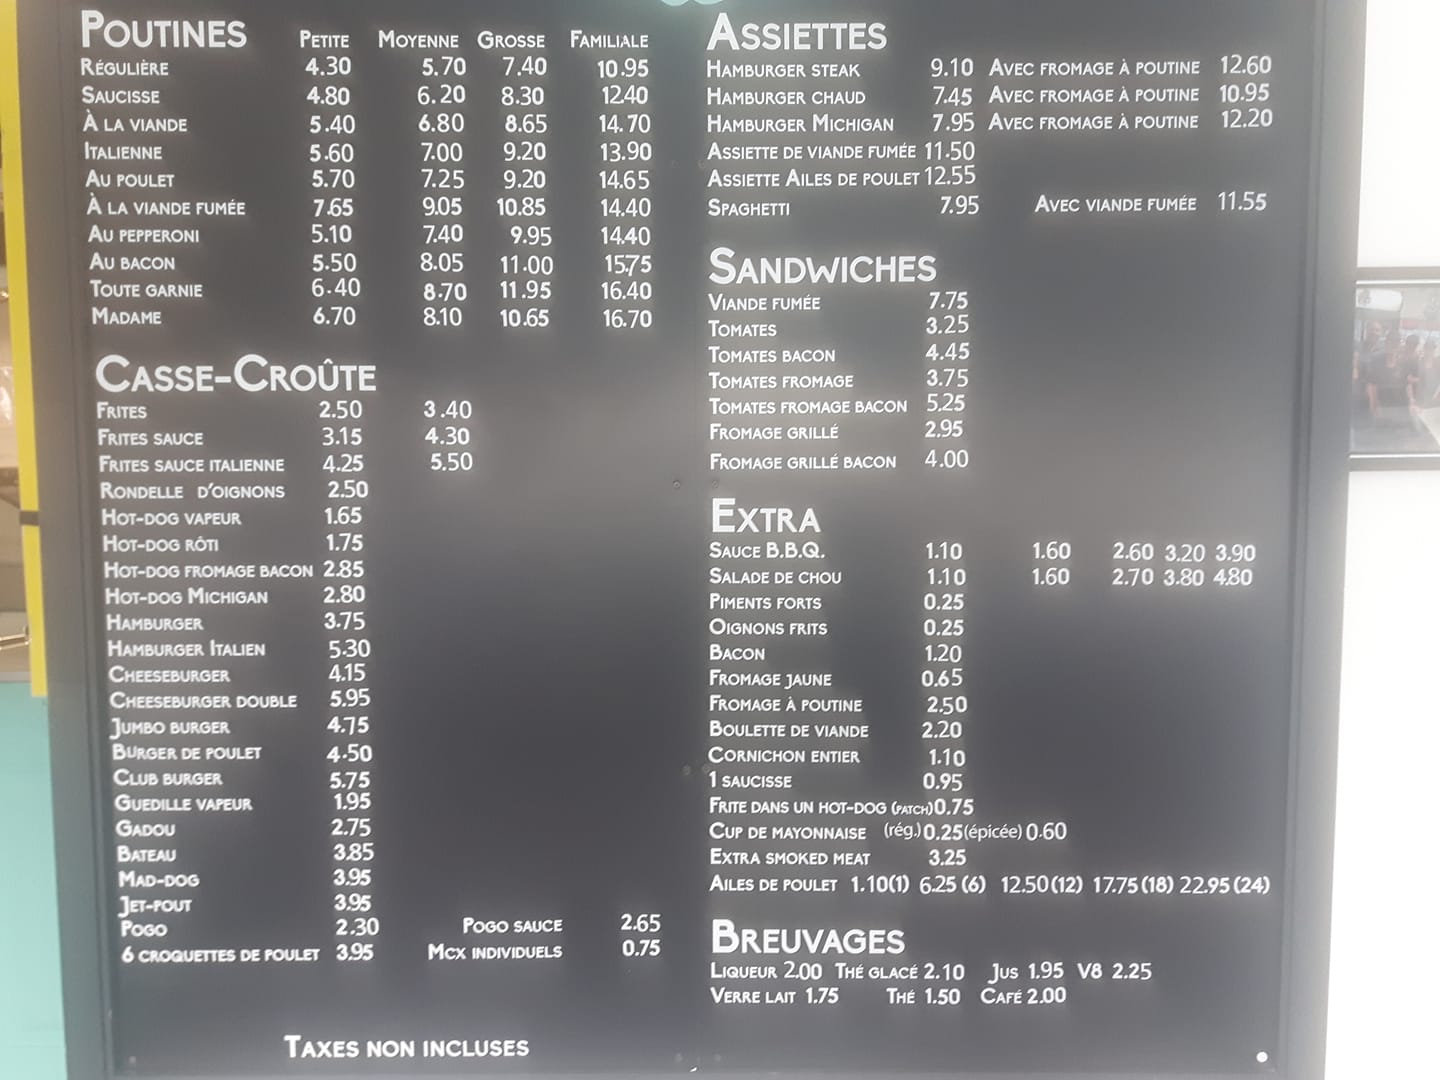 POUTINES PETITE MOYENNE GROSSE FAMILIALE
RÉGULIÈRE 4.30 5.70 7.40 10.95
SAUCISSE 4.80 6.20 8.30 12.40
À LA VIANDE 5.40 6.80 8.65 14.70
ITALIENNE 5.60 7.00 9.20 13.90
AU POULET 5.70 7.25 9.20 14.65
À LA VIANDE FUMÉE 7.65 9.05 10.85 14.40
AU PEPPERONI 5.10 7.40 9.95 14.40
AU BACON 5.50 8.05 11.00 15.75
TOUTE GARNIE 6.40 8.70 11.95 16.40
MADAME 6.70 8.10 10.65 16.70
CASSE-CROÛTE
FRITES 2.50 3.40
FRITES SAUCE 3.15 4.30
FRITES SAUCE ITALIENNE 4.25 5.50
RONDELLE D'OIGNONS 2.50
HOT-DOG VAPEUR 1.65
HOT-DOG RÔTI 1.75
HOT-DOG FROMAGE BACON 2.85
HOT-DOG MICHIGAN 2.80
HAMBURGER 3.75
HAMBURGER ITALIEN 5.30
CHEESEBURGER 4.15
CHEESEBURGER DOUBLE 5.95
JUMBO BURGER 4.75
BURGER DE POULET 4.50
CLUB BURGER 5.75
GUEDILLE VAPEUR 1.95
GADOU 2.75
BATEAU 3.85
MAD-DOG 3.95
JET-POUT 3.95
POGO 2.30 POGO SAUCE 2.65
6 CROQUETTES DE POULET 3.95 MCX INDIVIDUELS 0.75
TAXES NON INCLUSES
ASSIETTES
HAMBURGER STEAK 9.10 AVEC FROMAGE À POUTINE 12.60
HAMBURGER CHAUD 7.45 AVEC FROMAGE À POUTINE 10.95
HAMBURGER MICHIGAN 7.95 AVEC FROMAGE À POUTINE 12.20
ASSIETTE DE VIANDE FUMÉE 11.50
ASSIETTE AILES DE POULET 12.55
SPAGHETTI 7.95 AVEC VIANDE FUMÉE 11.55
SANDWICHES
VIANDE FUMÉE 7.75
TOMATES 3.25
TOMATES BACON 4.45
TOMATES FROMAGE 3.75
TOMATES FROMAGE BACON 5.25
FROMAGE GRILLÉ 2.95
FROMAGE GRILLÉ BACON 4.00
EXTRA
SAUCE B.B.Q. 1.10 1.60 2.60 3.20 3.90
SALADE DE CHOU 1.10 1.60 2.70 3.80 4.80
PIMENTS FORTS 0.25
OIGNONS FRITS 0.25
BACON 1.20
FROMAGE JAUNE 0.65
FROMAGE À POUTINE 2.50
BOULETTE DE VIANDE 2.20
CORNICHON ENTIER 1.10
1 SAUCISSE 0.95
FRITE DANS UN HOT-DOG (PATCH) 0.75
CUP DE MAYONNAISE (rég.) 0.25 (épicée) 0.60
EXTRA SMOKED MEAT 3.25
AILES DE POULET 1.10(1) 6.25 (6) 12.50(12) 17.75(18) 22.95(24)
BREUVAGES
LIQUEUR 2.00 THÉ GLACÉ 2.10 JUS 1.95 V8 2.25
VERRE LAIT 1.75 THÉ 1.50 CAFÉ 2.00